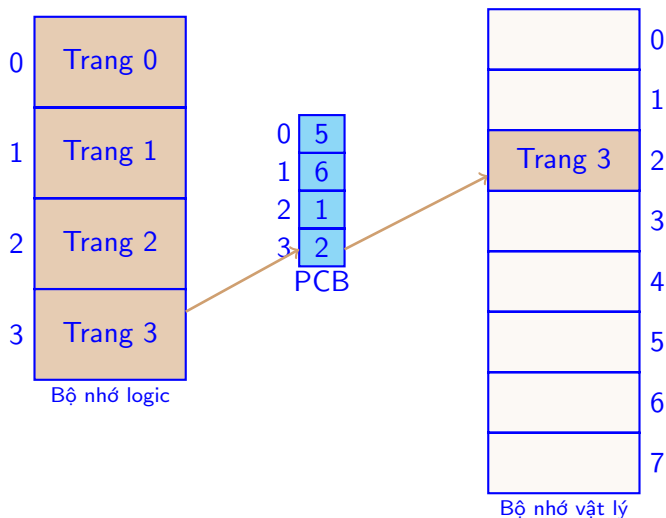 0 Trang 0
1 Trang 1
2 Trang 2
3 Trang 3
Bộ nhớ logic
0 5
1 6
2 1
3 2
PCB
0
1
Trang 3 2
3
4
5
6
7
Bộ nhớ vật lý